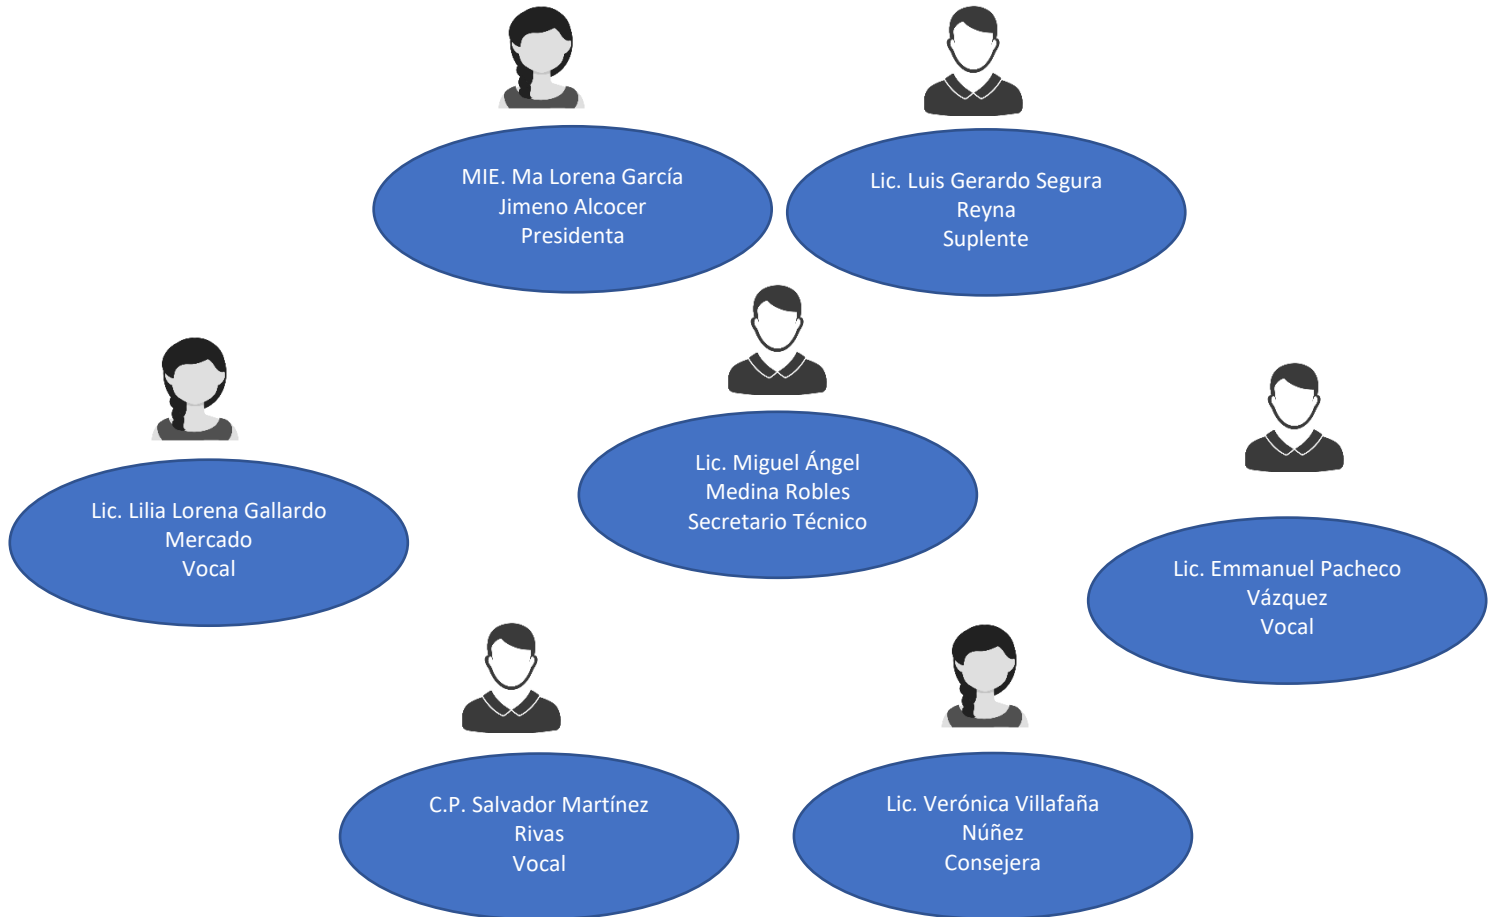 MIE. Ma Lorena García
Jimeno Alcocer
Presidenta
Lic. Luis Gerardo Segura
Reyna
Suplente
Lic. Miguel Ángel
Medina Robles
Secretario Técnico
Lic. Lilia Lorena Gallardo
Mercado
Vocal
Lic. Emmanuel Pacheco
Vázquez
Vocal
C.P. Salvador Martínez
Rivas
Vocal
Lic. Verónica Villafaña
Núñez
Consejera